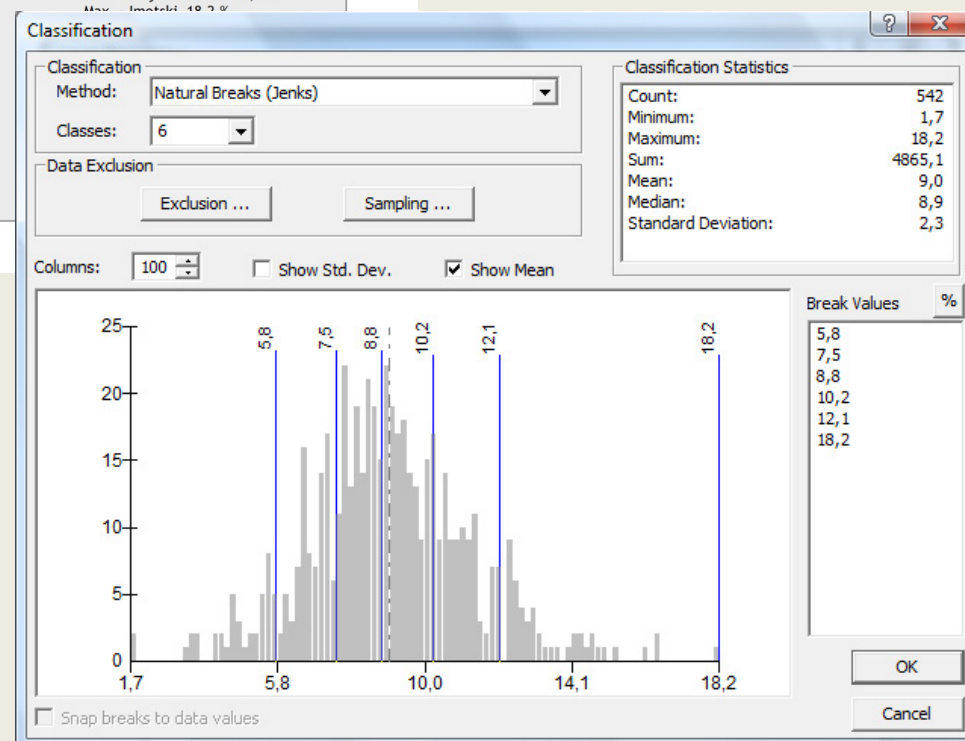 Max Imotski 18,2 %
Classification
Classification
Method: Natural Breaks (Jenks)
Classes: 6
Data Exclusion
Exclusion ...
Sampling ...
Classification Statistics
Count: 542
Minimum: 1,7
Maximum: 18,2
Sum: 4865,1
Mean: 9,0
Median: 8,9
Standard Deviation: 2,3
Columns: 100
Show Std. Dev.
Show Mean
5,8 7,5 8,8 10,2 12,1 18,2
25
20
15
10
5
0
1,7 5,8 10,0 14,1 18,2
Break Values %
5,8
7,5
8,8
10,2
12,1
18,2
OK
Snap breaks to data values
Cancel